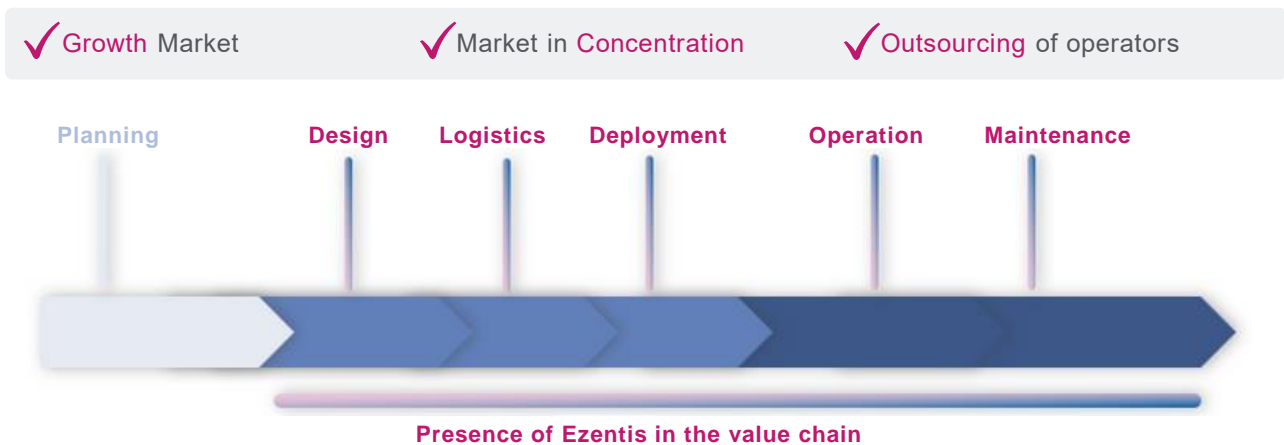 Growth Market Market in Concentration Outsourcing of operators
Planning Design Logistics Deployment Operation Maintenance
Presence of Ezentis in the value chain